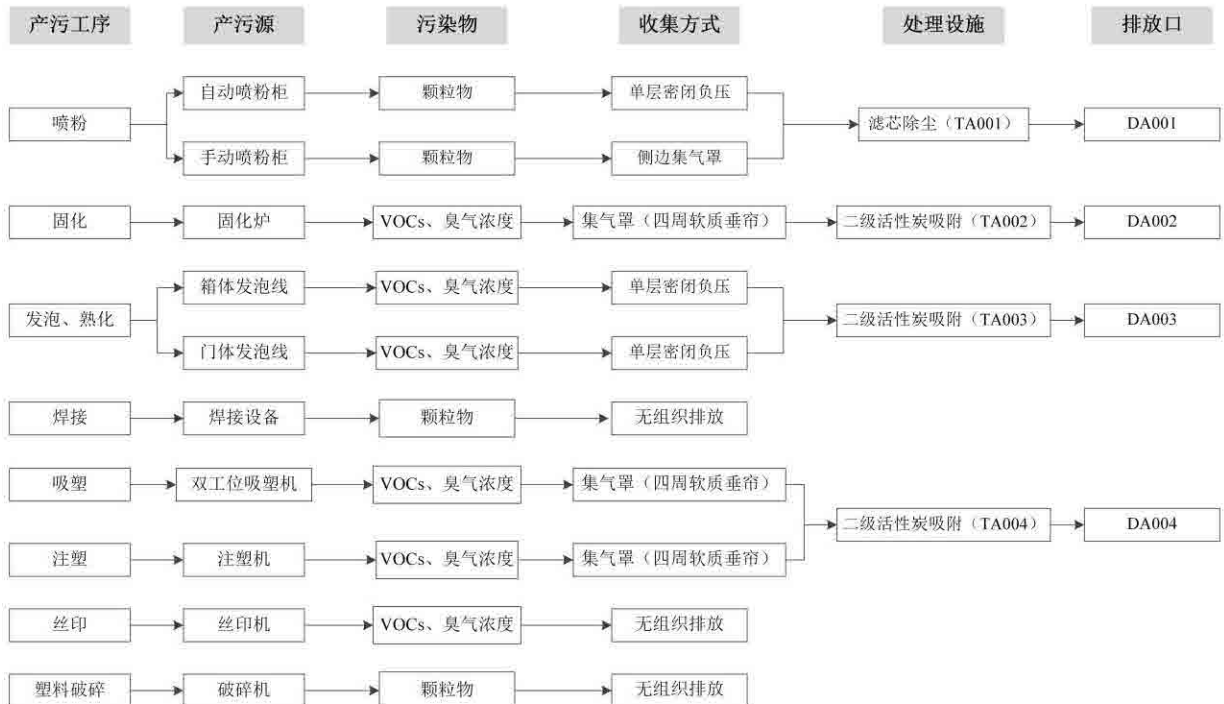 产污工序 产污源 污染物 收集方式 处理设施 排放口
自动喷粉柜 颗粒物 单层密闭负压
喷粉 滤芯除尘（TA001） DA001
手动喷粉柜 颗粒物 侧边集气罩
固化 固化炉 VOCs、臭气浓度 集气罩（四周软质垂帘） 二级活性炭吸附（TA002） DA002
箱体发泡线 VOCs、臭气浓度 单层密闭负压
发泡、熟化 二级活性炭吸附（TA003） DA003
门体发泡线 VOCs、臭气浓度 单层密闭负压
焊接 焊接设备 颗粒物 无组织排放
吸塑 双工位吸塑机 VOCs、臭气浓度 集气罩（四周软质垂帘）
二级活性炭吸附（TA004） DA004
注塑 注塑机 VOCs、臭气浓度 集气罩（四周软质垂帘）
丝印 丝印机 VOCs、臭气浓度 无组织排放
塑料破碎 破碎机 颗粒物 无组织排放